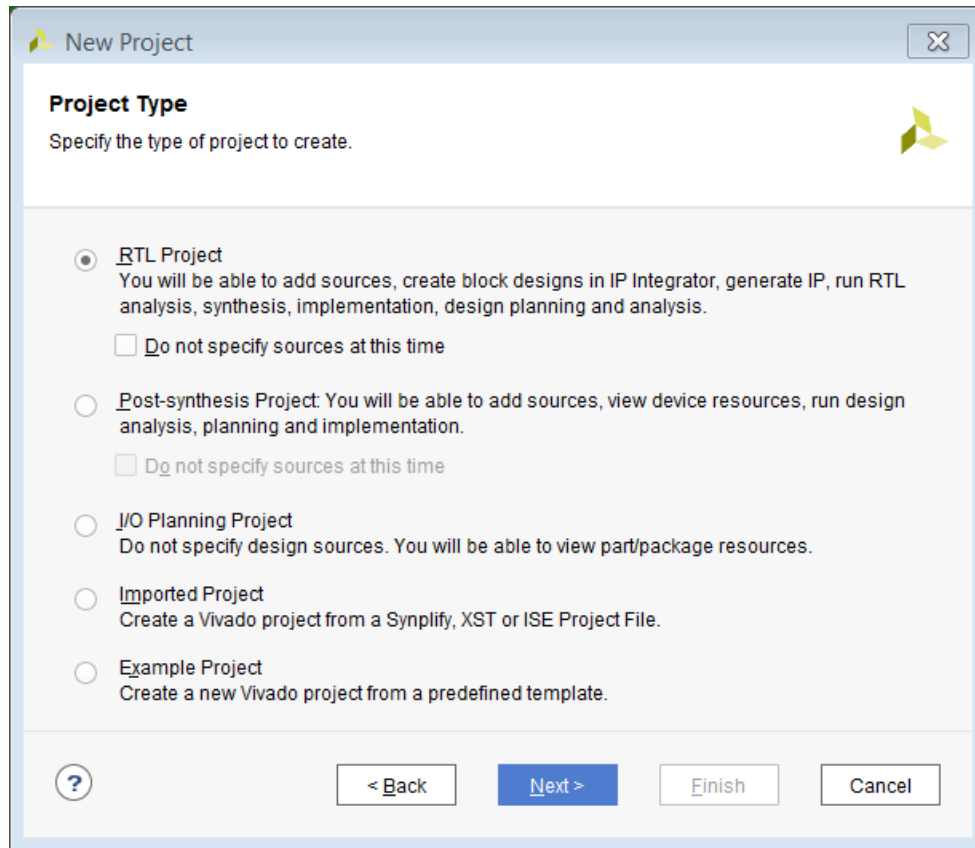 New Project
Project Type
Specify the type of project to create.
RTL Project
You will be able to add sources, create block designs in IP Integrator, generate IP, run RTL
analysis, synthesis, implementation, design planning and analysis.
Do not specify sources at this time
Post-synthesis Project: You will be able to add sources, view device resources, run design
analysis, planning and implementation.
Do not specify sources at this time
I/O Planning Project
Do not specify design sources. You will be able to view part/package resources.
Imported Project
Create a Vivado project from a Synplify, XST or ISE Project File.
Example Project
Create a new Vivado project from a predefined template.
? < Back Next > Finish Cancel